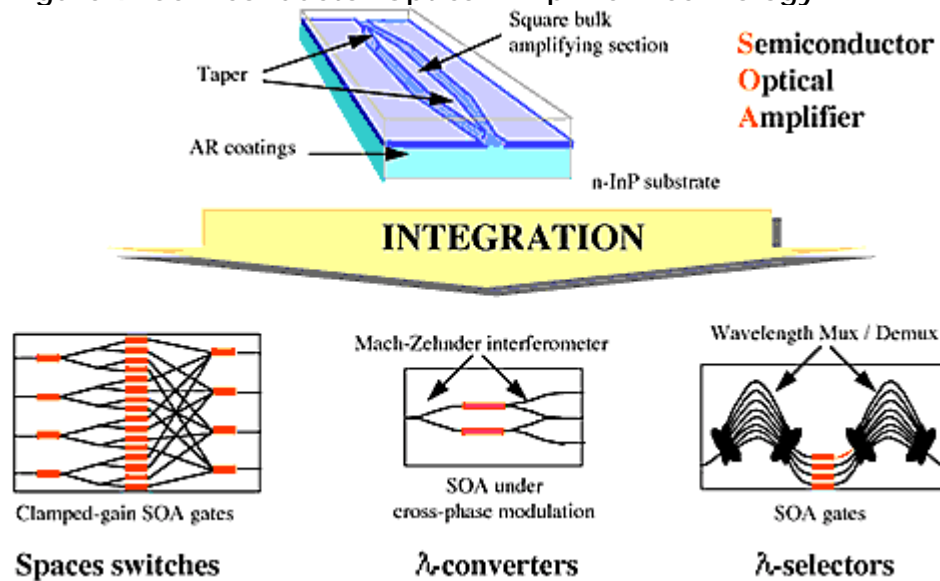 Square bulk
amplifying section
Semiconductor
Optical
Amplifier
Taper
AR coatings
n-InP substrate
INTEGRATION
Mach-Zehnder interferometer
Wavelength Mux / Demux
Clamped-gain SOA gates
SOA under
cross-phase modulation
SOA gates
Spaces switches
λ-converters
λ-selectors